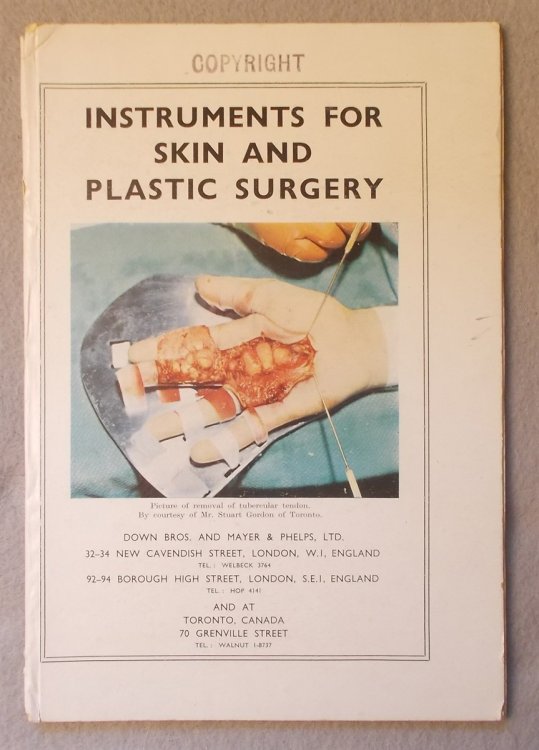 COPYRIGHT
INSTRUMENTS FOR
SKIN AND
PLASTIC SURGERY
Picture of removal of tubercular tendon.
By courtesy of Mr. Stuart Gordon of Toronto.
DOWN BROS. AND MAYER & PHELPS, LTD.
32–34 NEW CAVENDISH STREET, LONDON, W.1, ENGLAND
TEL.: WELBECK 3764
92–94 BOROUGH HIGH STREET, LONDON, S.E.1, ENGLAND
TEL.: HOP 4141
AND AT
TORONTO, CANADA
70 GRENVILLE STREET
TEL.: WALNUT 1-8737